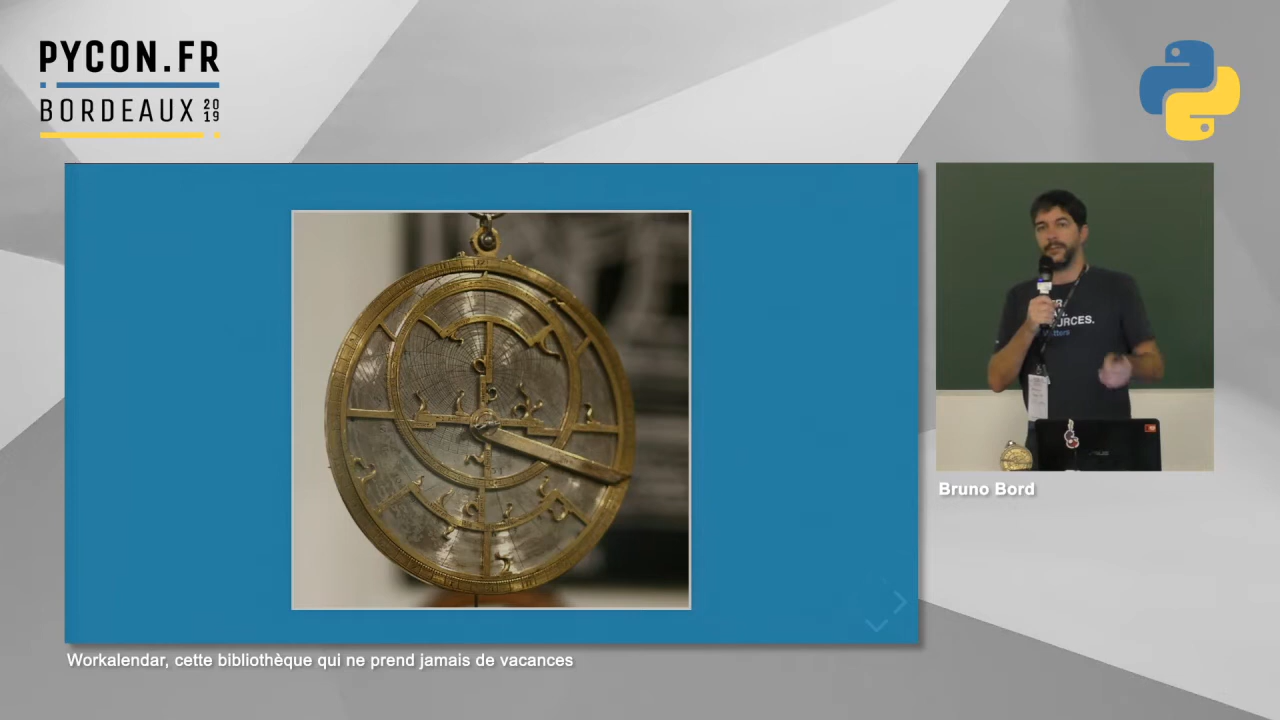 PYCON.FR
BORDEAUX 2019
Bruno Bord
Workalendar, cette bibliothèque qui ne prend jamais de vacances